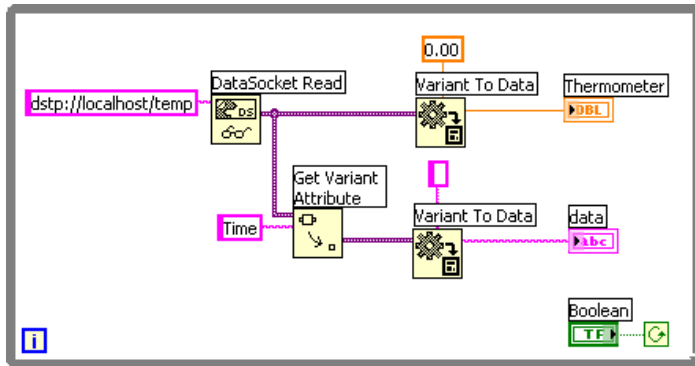 0.00
DataSocket Read
Variant To Data
Thermometer
dstp://localhost/temp
DS
DBL
Get Variant
Attribute
Variant To Data
data
Time
abc
Boolean
TF
i